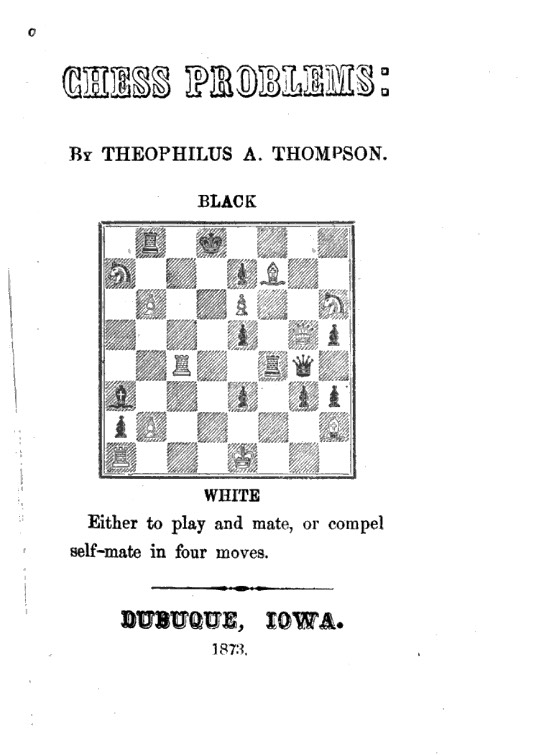 CHESS PROBLEMS:
BY THEOPHILUS A. THOMPSON.
BLACK
WHITE
Either to play and mate, or compel
self-mate in four moves.
DUBUQUE, IOWA.
1873.